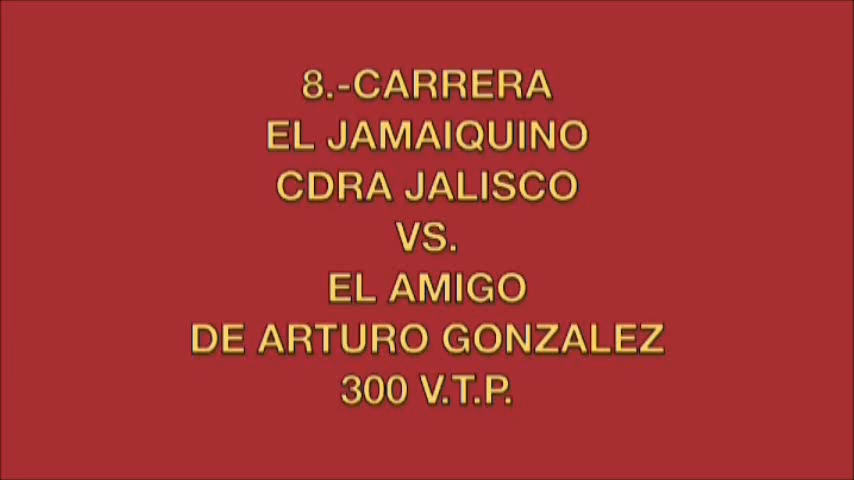 8.-CARRERA
EL JAMAIQUINO
CDRA JALISCO
VS.
EL AMIGO
DE ARTURO GONZALEZ
300 V.T.P.